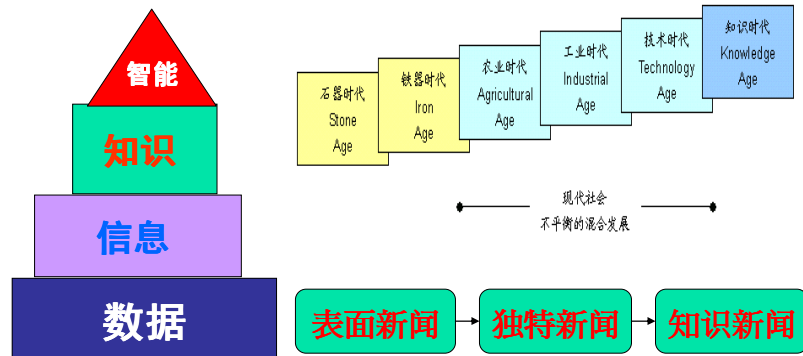 智能
知识
信息
数据
石器时代
Stone
Age
铁器时代
Iron
Age
农业时代
Agricultural
Age
工业时代
Industrial
Age
技术时代
Technology
Age
知识时代
Knowledge
Age
现代社会
不平衡的混合发展
表面新闻
独特新闻
知识新闻